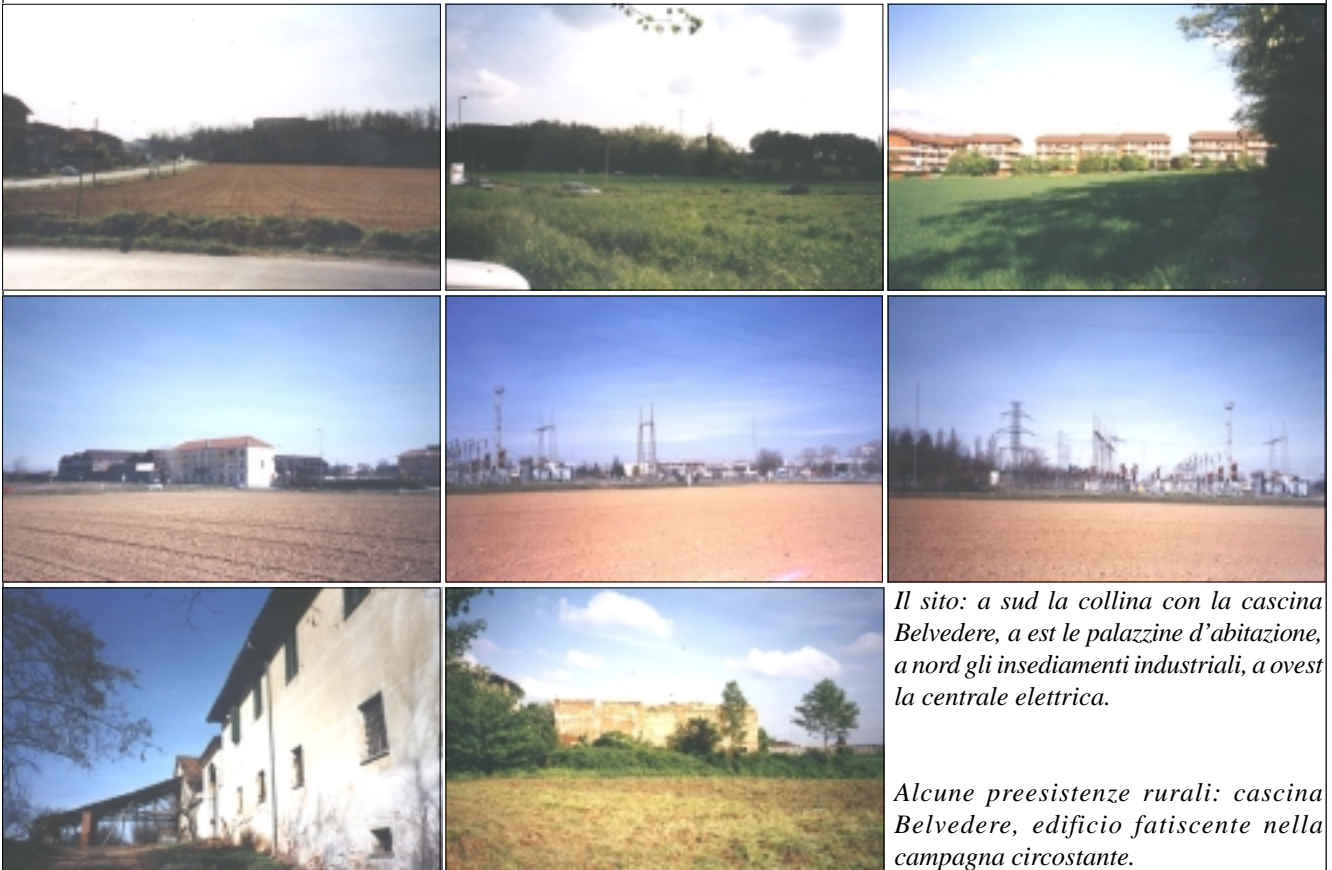 Il sito: a sud la collina con la cascina
Belvedere, a est le palazzine d’abitazione,
a nord gli insediamenti industriali, a ovest
la centrale elettrica.
Alcune preesistenze rurali: cascina
Belvedere, edificio fatiscente nella
campagna circostante.